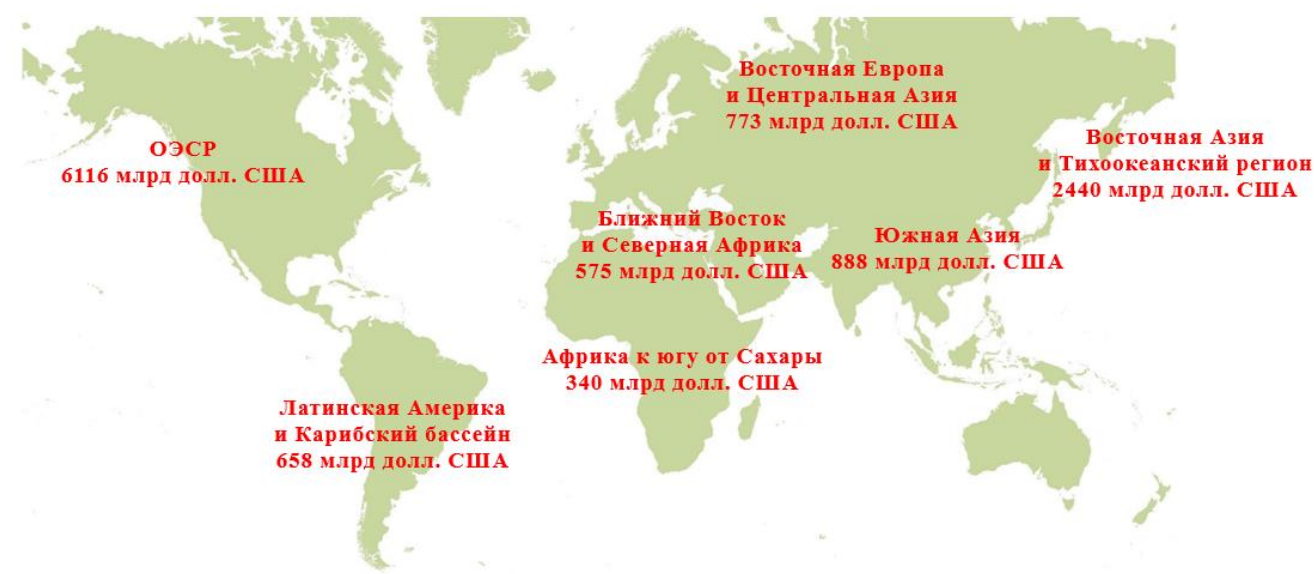 Восточная Европа
и Центральная Азия
773 млрд долл. США
ОЭСР
6116 млрд долл. США
Восточная Азия
и Тихоокеанский регион
2440 млрд долл. США
Ближний Восток
и Северная Африка
575 млрд долл. США
Южная Азия
888 млрд долл. США
Африка к югу от Сахары
340 млрд долл. США
Латинская Америка
и Карибский бассейн
658 млрд долл. США